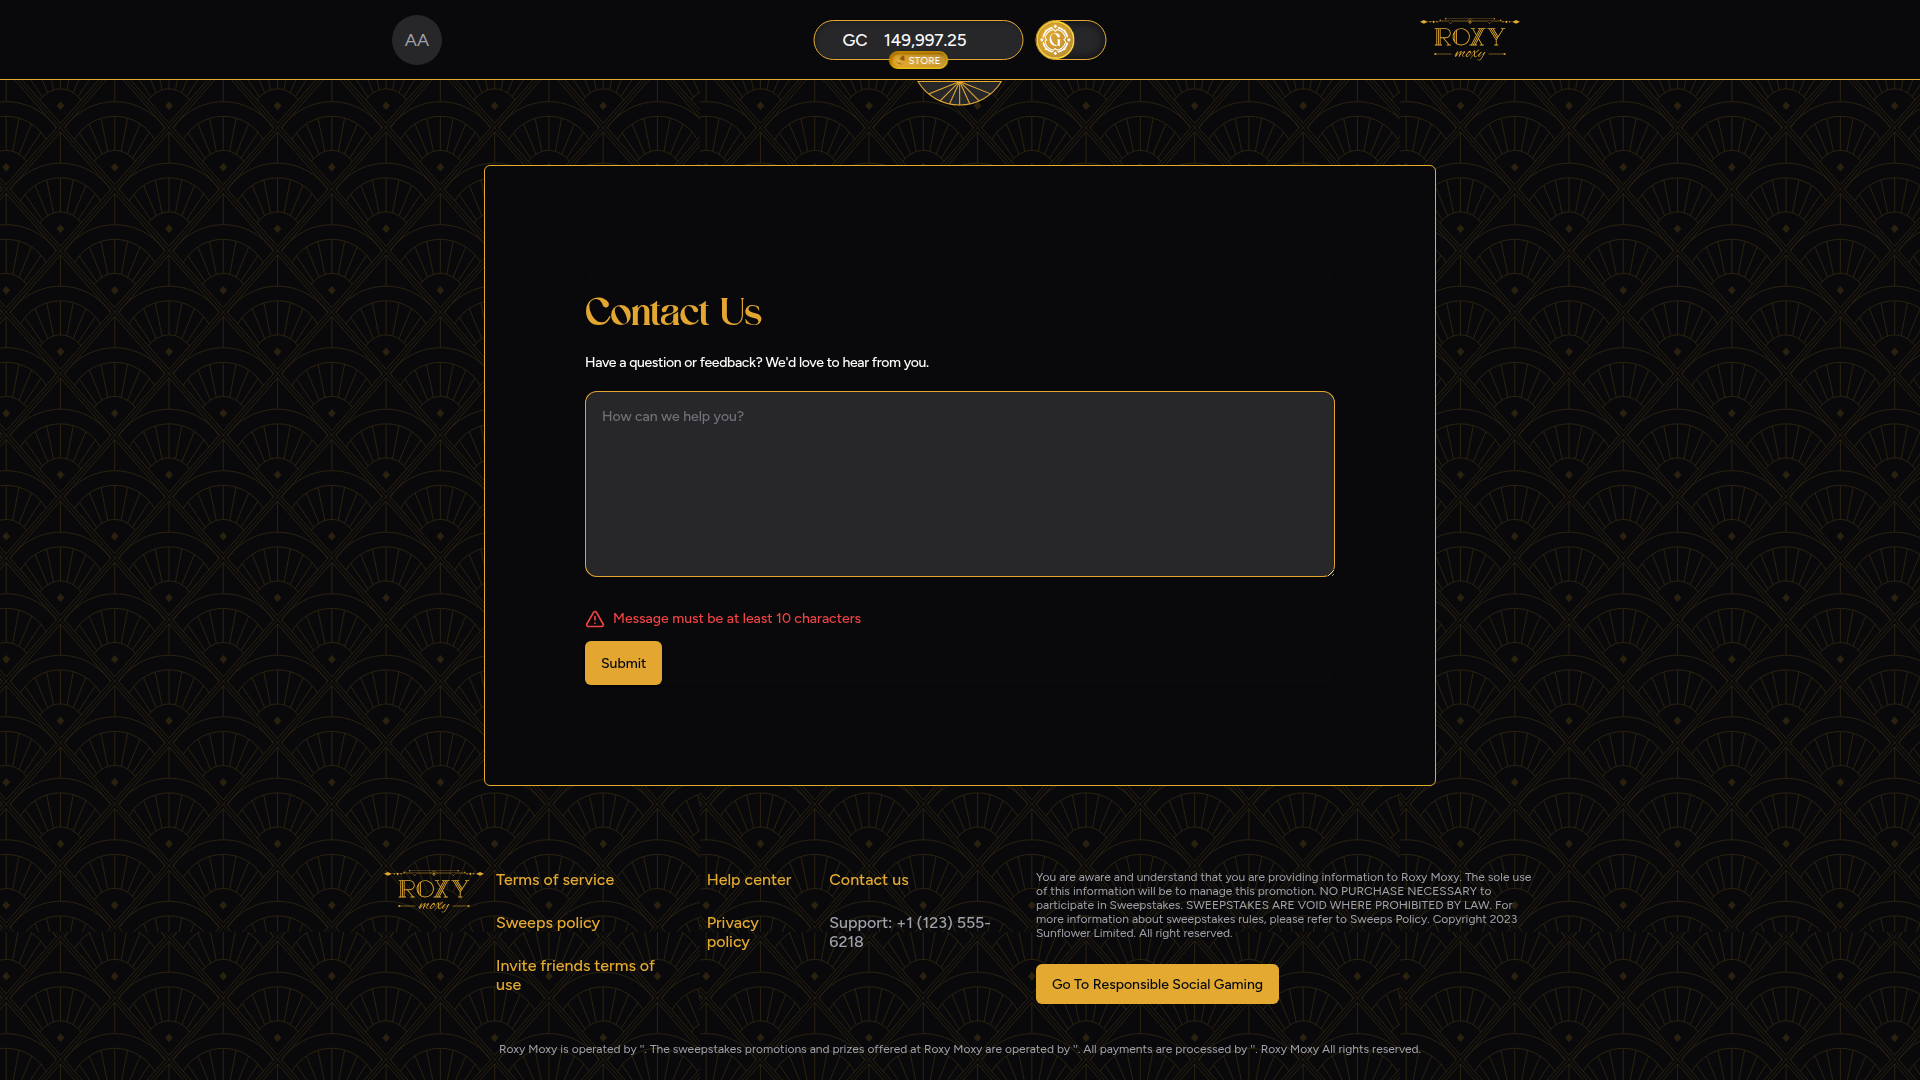 AA
GC 149,997.25
STORE
G
ROXY
moxy
Contact Us
Have a question or feedback? We'd love to hear from you.
How can we help you?
Message must be at least 10 characters
Submit
ROXY
moxy
Terms of service
Sweeps policy
Invite friends terms of
use
Help center
Privacy
policy
Contact us
Support: +1 (123) 555-
6218
You are aware and understand that you are providing information to Roxy Moxy. The sole use
of this information will be to manage this promotion. NO PURCHASE NECESSARY to
participate in Sweepstakes. SWEEPSTAKES ARE VOID WHERE PROHIBITED BY LAW. For
more information about sweepstakes rules, please refer to Sweeps Policy. Copyright 2023
Sunflower Limited. All right reserved.
Go To Responsible Social Gaming
Roxy Moxy is operated by ''. The sweepstakes promotions and prizes offered at Roxy Moxy are operated by ''. All payments are processed by ''. Roxy Moxy All rights reserved.